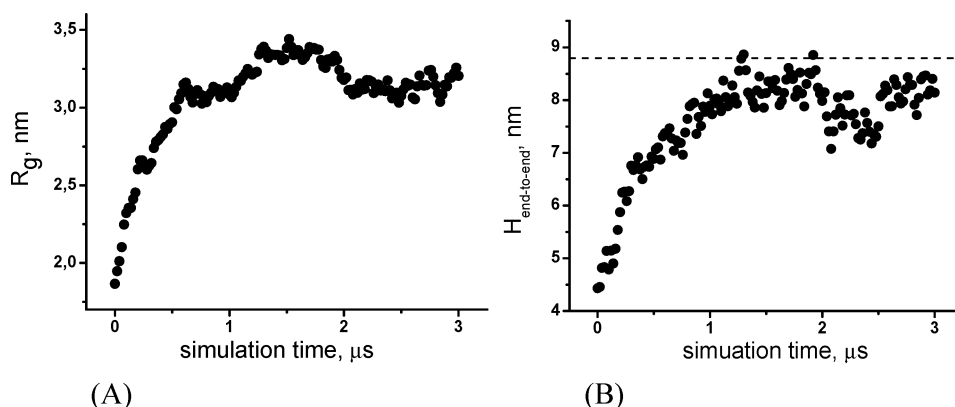 3,5
3,0
2,5
2,0
R_g, nm
0 1 2 3
simulation time, μs
(A)
9
8
7
6
5
4
H_end-to-end, nm
0 1 2 3
simuation time, μs
(B)